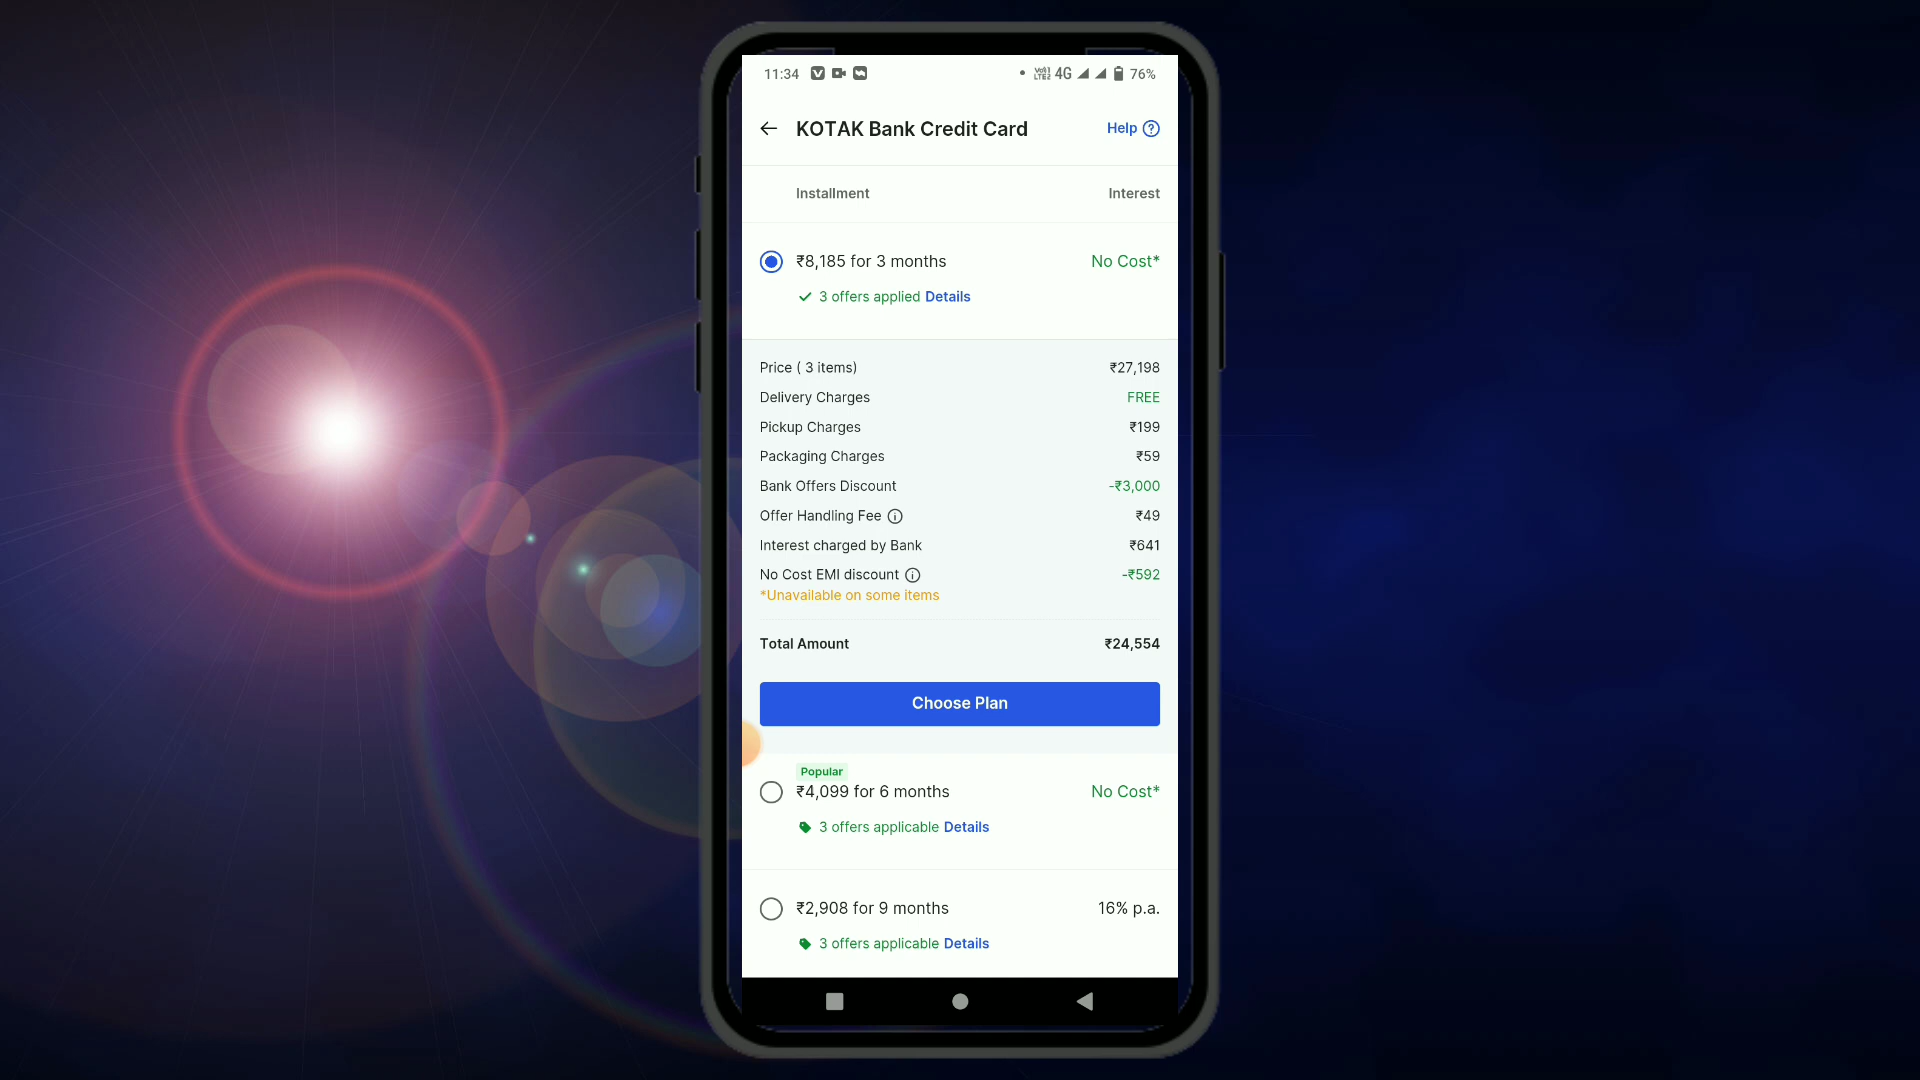 11:34 4G 76%
KOTAK Bank Credit Card Help
Installment Interest
₹8,185 for 3 months No Cost*
3 offers applied Details
Price ( 3 items) ₹27,198
Delivery Charges FREE
Pickup Charges ₹199
Packaging Charges ₹59
Bank Offers Discount -₹3,000
Offer Handling Fee ₹49
Interest charged by Bank ₹641
No Cost EMI discount -₹592
*Unavailable on some items
Total Amount ₹24,554
Choose Plan
Popular
₹4,099 for 6 months No Cost*
3 offers applicable Details
₹2,908 for 9 months 16% p.a.
3 offers applicable Details